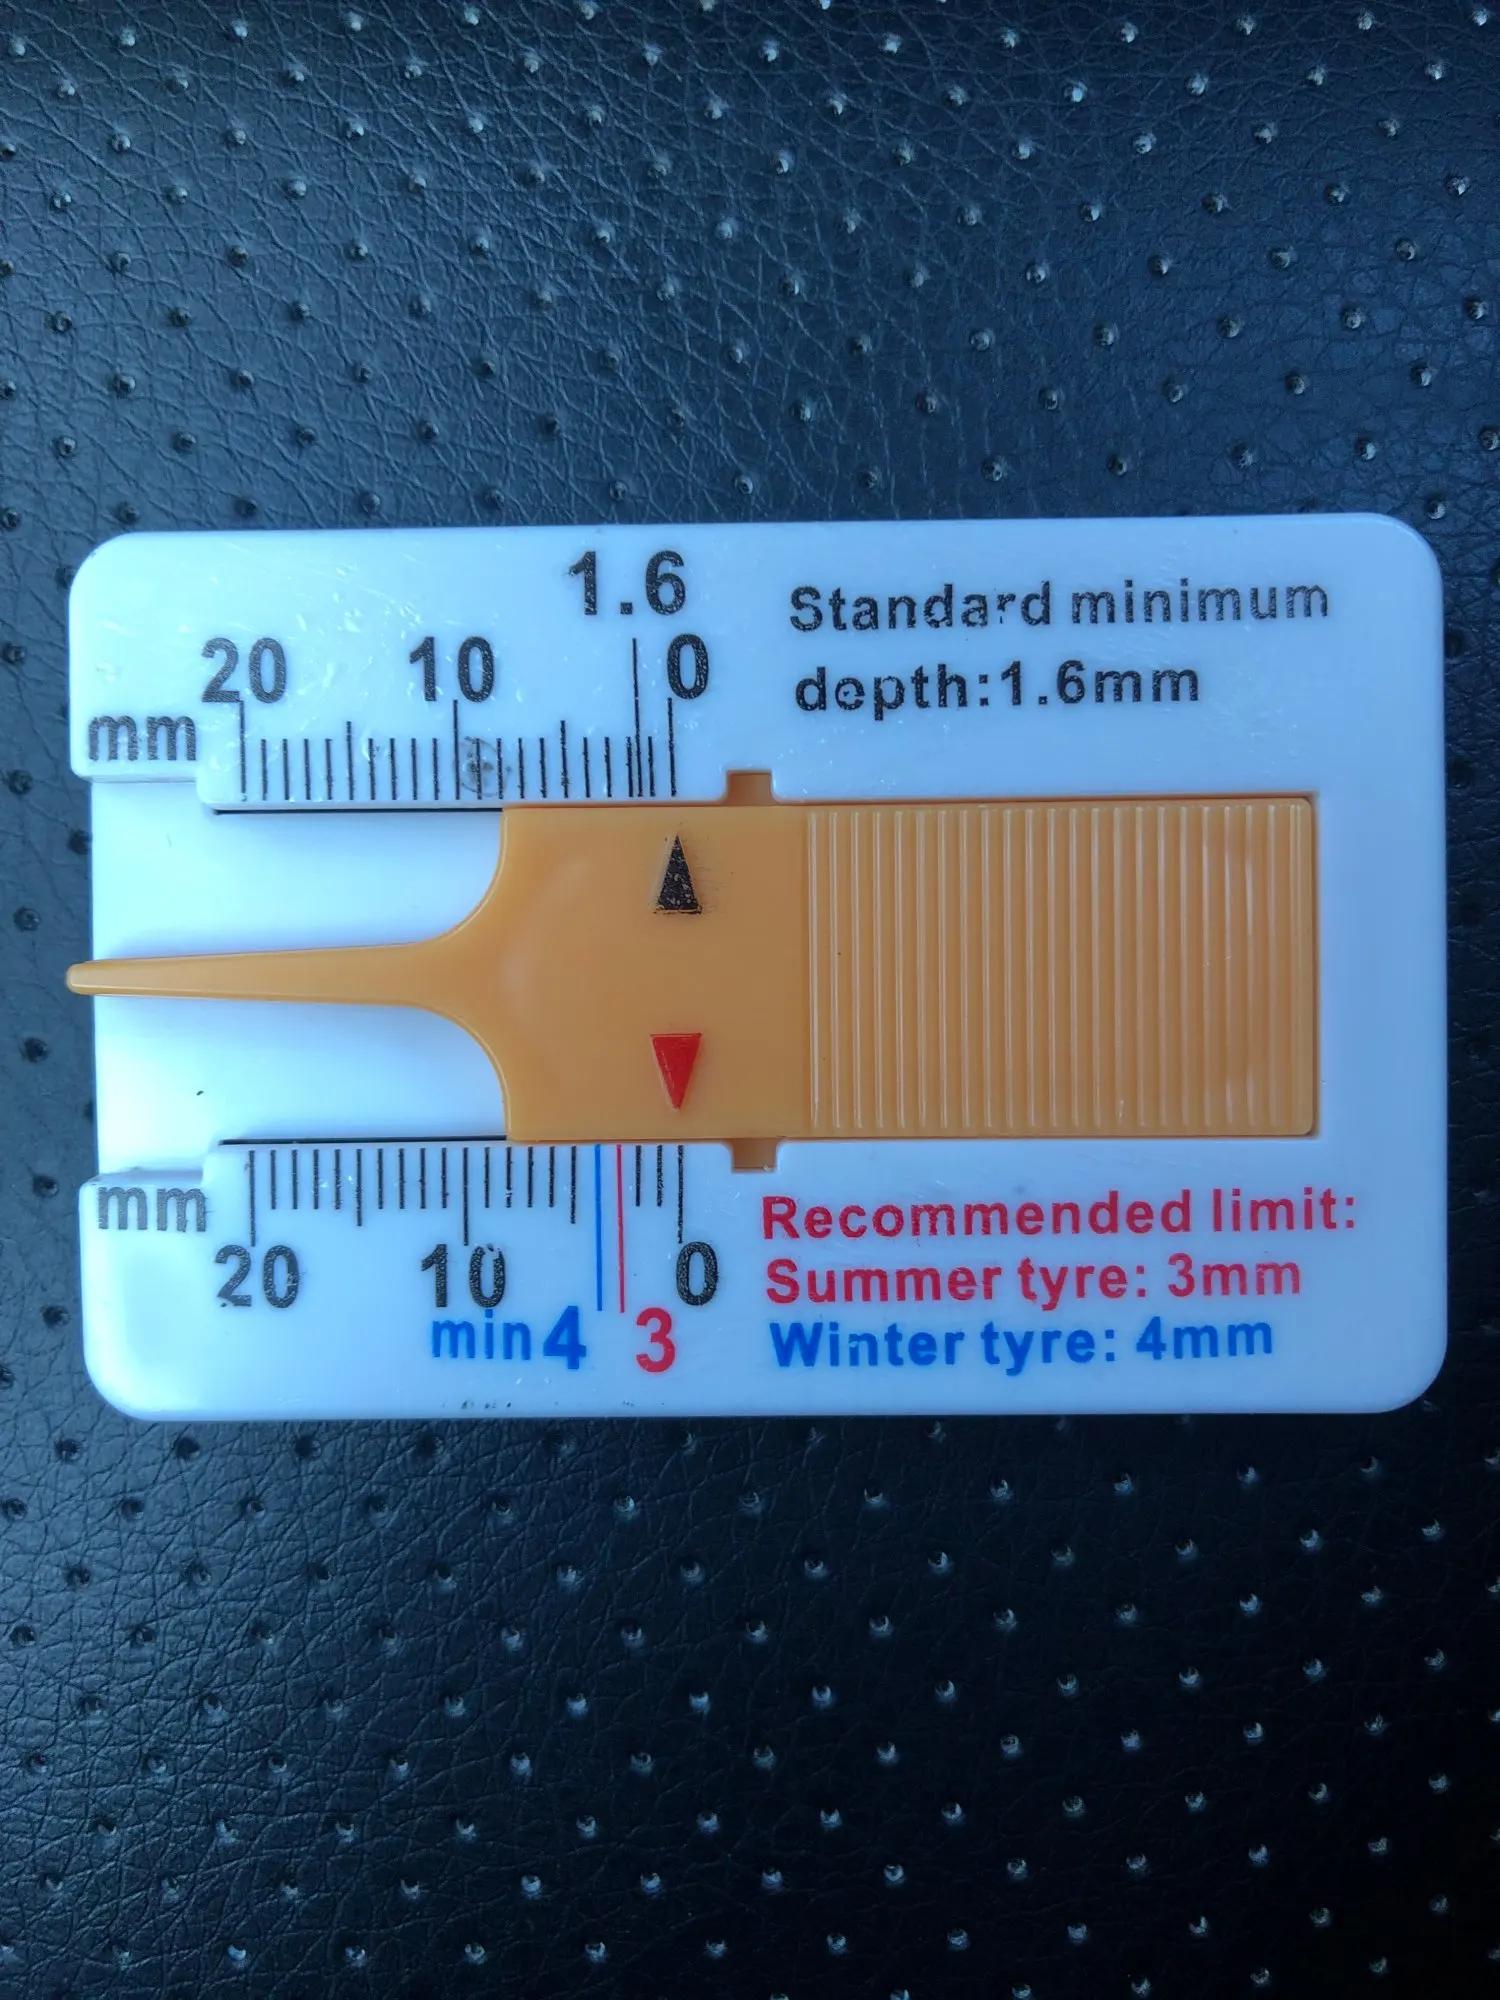 1.6
20 10 0
mm
Standard minimum
depth:1.6mm
mm
20 10 0
min 4 3
Recommended limit:
Summer tyre: 3mm
Winter tyre: 4mm